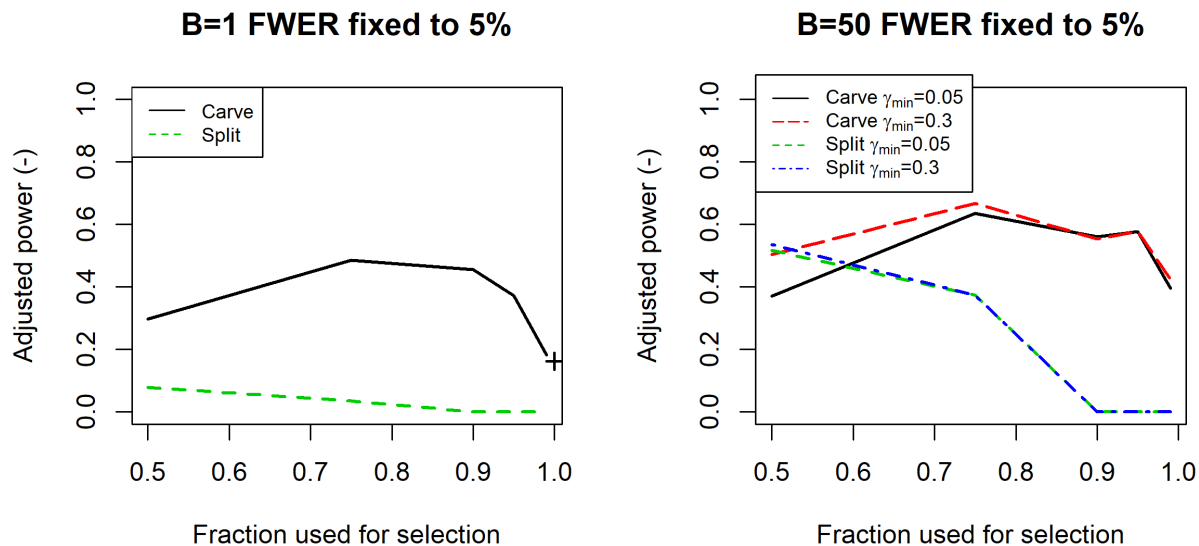 B=1 FWER fixed to 5%
Carve
Split
Adjusted power (-)
1.0
0.8
0.6
0.4
0.2
0.0
0.5 0.6 0.7 0.8 0.9 1.0
Fraction used for selection
B=50 FWER fixed to 5%
Carve γmin=0.05
Carve γmin=0.3
Split γmin=0.05
Split γmin=0.3
Adjusted power (-)
1.0
0.8
0.6
0.4
0.2
0.0
0.5 0.6 0.7 0.8 0.9 1.0
Fraction used for selection